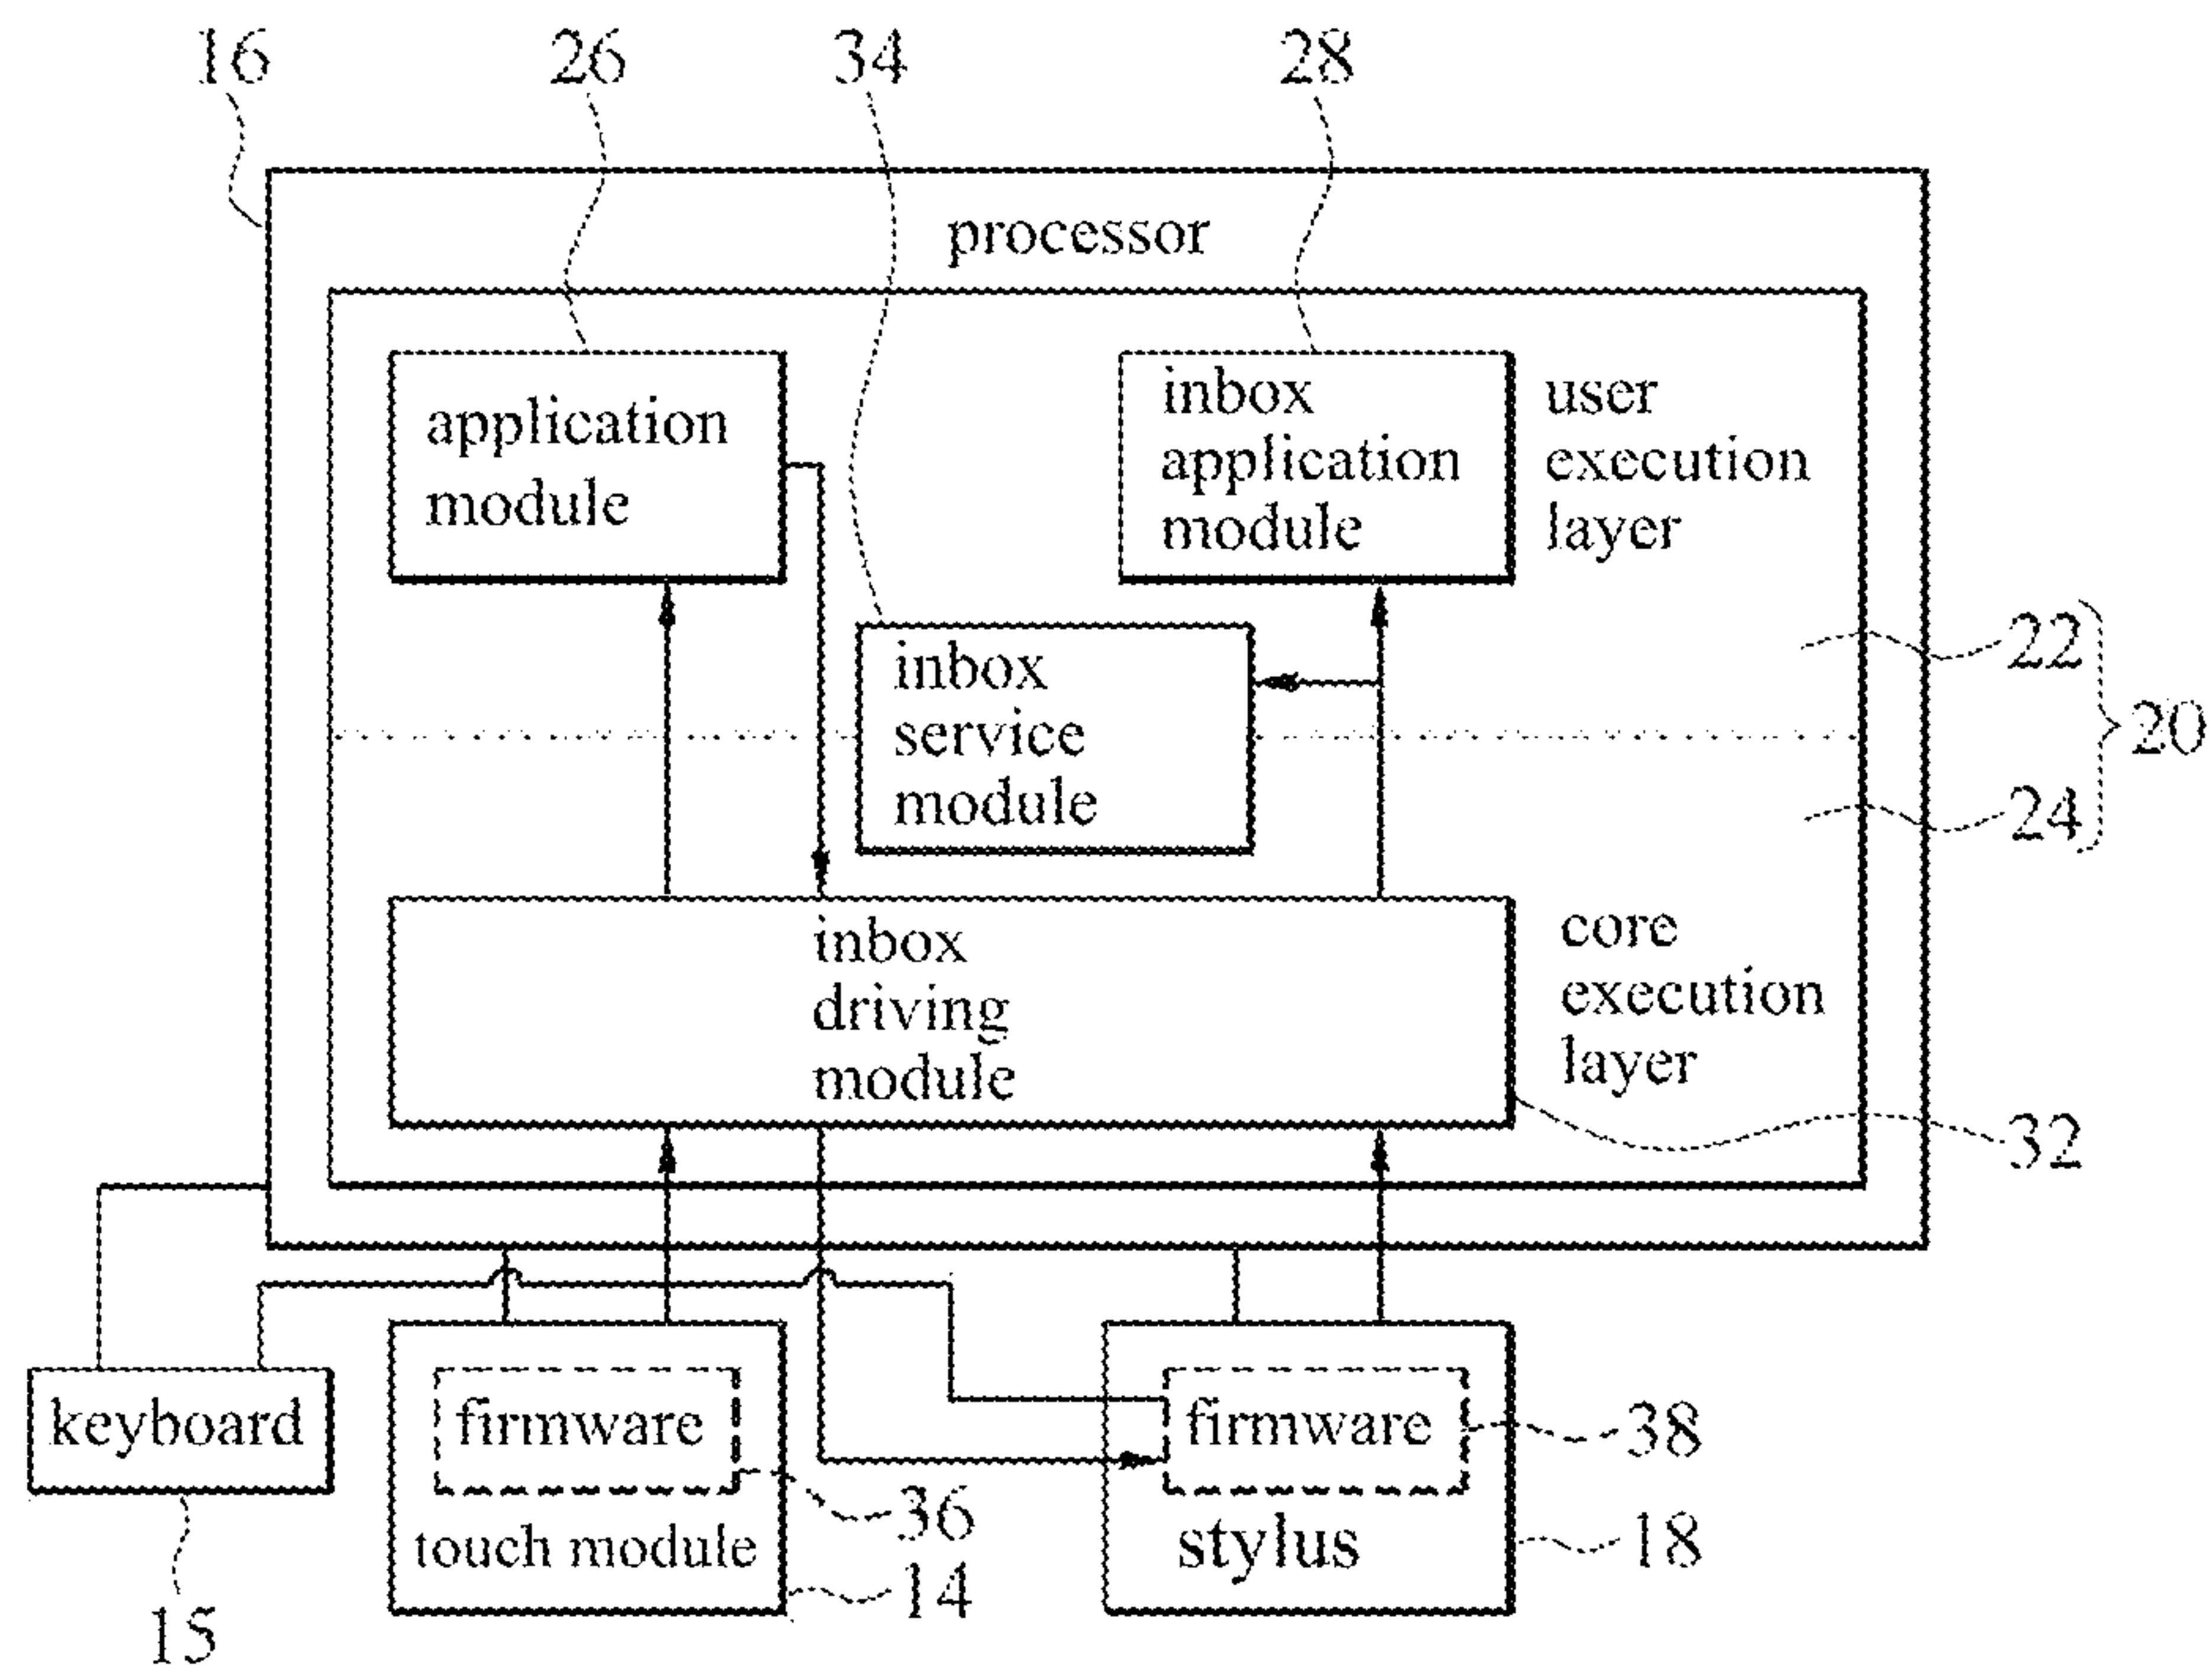 16
26
34
28
processor
application
module
inbox
application
module
user
execution
layer
inbox
service
module
22
20
24
inbox
driving
module
core
execution
layer
32
keyboard
firmware
touch module
firmware
stylus
38
36
18
14
15